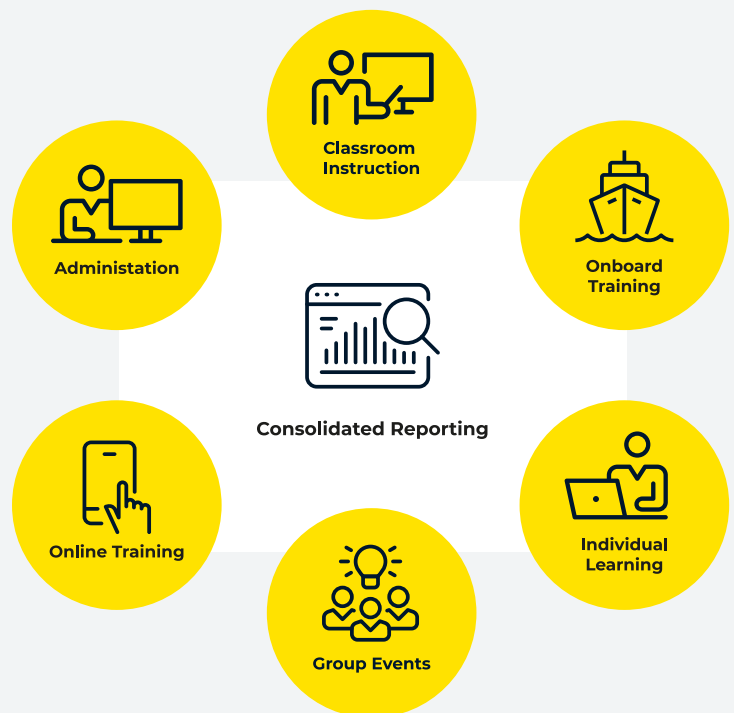 Classroom
Instruction
Administation
Onboard
Training
Consolidated Reporting
Online Training
Individual
Learning
Group Events